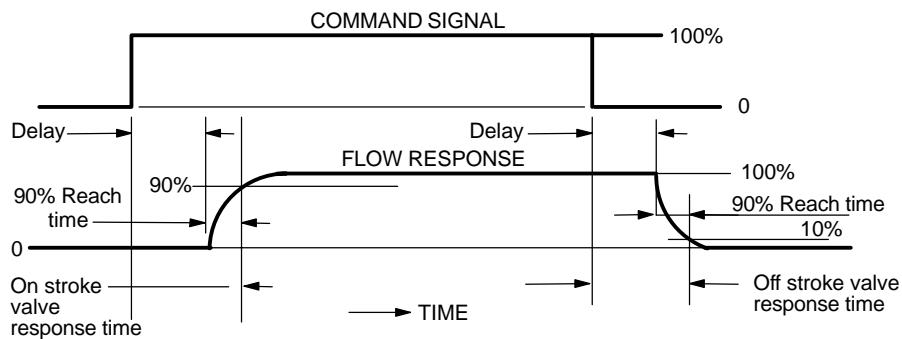 COMMAND SIGNAL
100%
0
Delay
Delay
FLOW RESPONSE
90%
100%
90% Reach
time
90% Reach time
10%
0
On stroke
valve
response time
TIME
Off stroke valve
response time